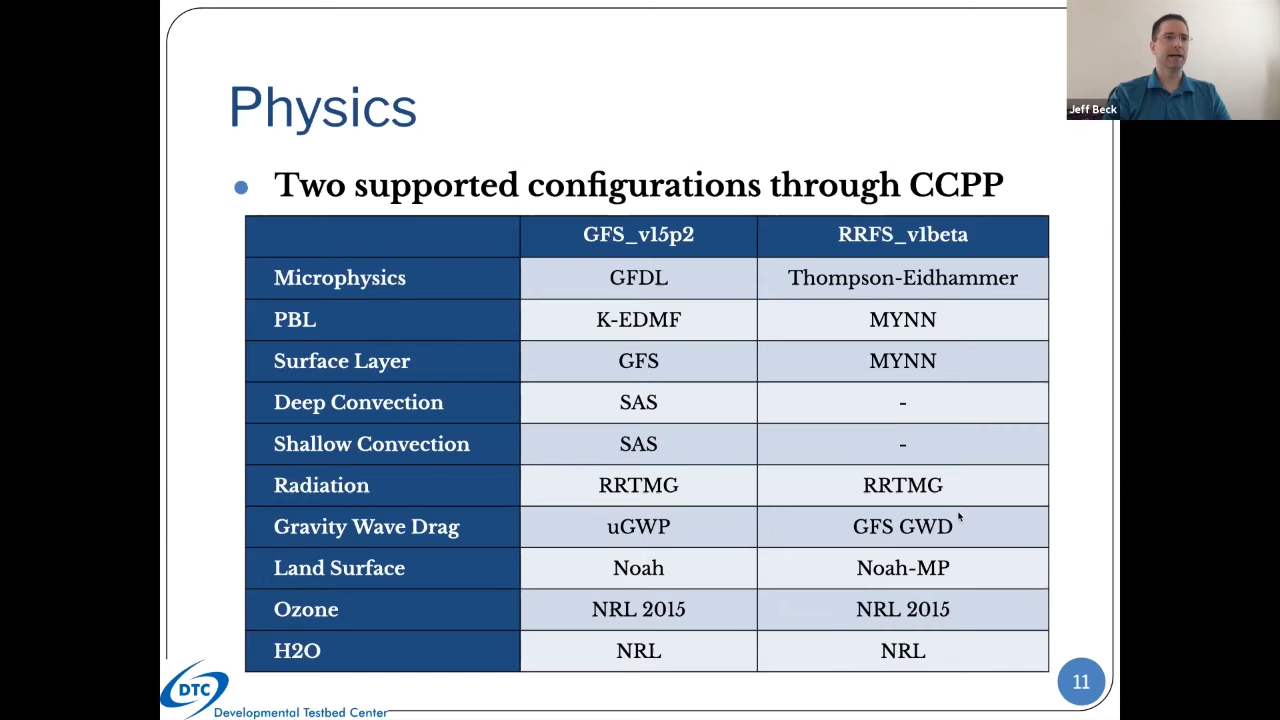 Jeff Beck
Physics
Two supported configurations through CCPP
GFS_v15p2 RRFS_v1beta
Microphysics GFDL Thompson-Eidhammer
PBL K-EDMF MYNN
Surface Layer GFS MYNN
Deep Convection SAS -
Shallow Convection SAS -
Radiation RRTMG RRTMG
Gravity Wave Drag uGWP GFS GWD
Land Surface Noah Noah-MP
Ozone NRL 2015 NRL 2015
H2O NRL NRL
DTC
Developmental Testbed Center
11